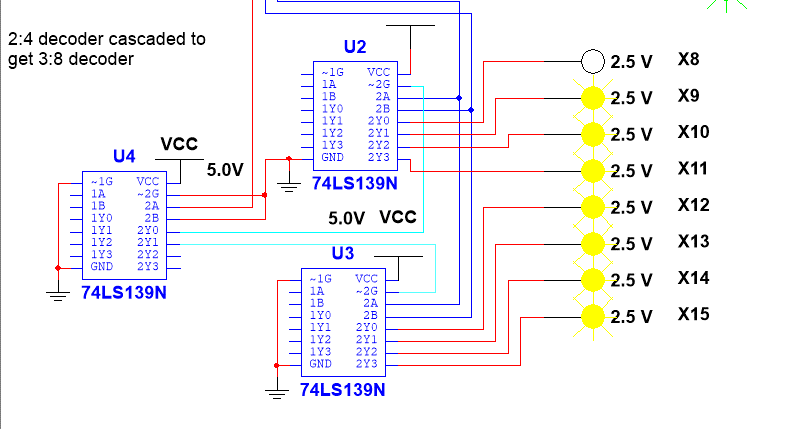 2:4 decoder cascaded to
get 3:8 decoder
U2
~1G VCC
1A ~2G
1B 2A
1Y0 2B
1Y1 2Y0
1Y2 2Y1
1Y3 2Y2
GND 2Y3
74LS139N
VCC
5.0V
U4
~1G VCC
1A ~2G
1B 2A
1Y0 2B
1Y1 2Y0
1Y2 2Y1
1Y3 2Y2
GND 2Y3
74LS139N
5.0V VCC
U3
~1G VCC
1A ~2G
1B 2A
1Y0 2B
1Y1 2Y0
1Y2 2Y1
1Y3 2Y2
GND 2Y3
74LS139N
2.5 V X8
2.5 V X9
2.5 V X10
2.5 V X11
2.5 V X12
2.5 V X13
2.5 V X14
2.5 V X15